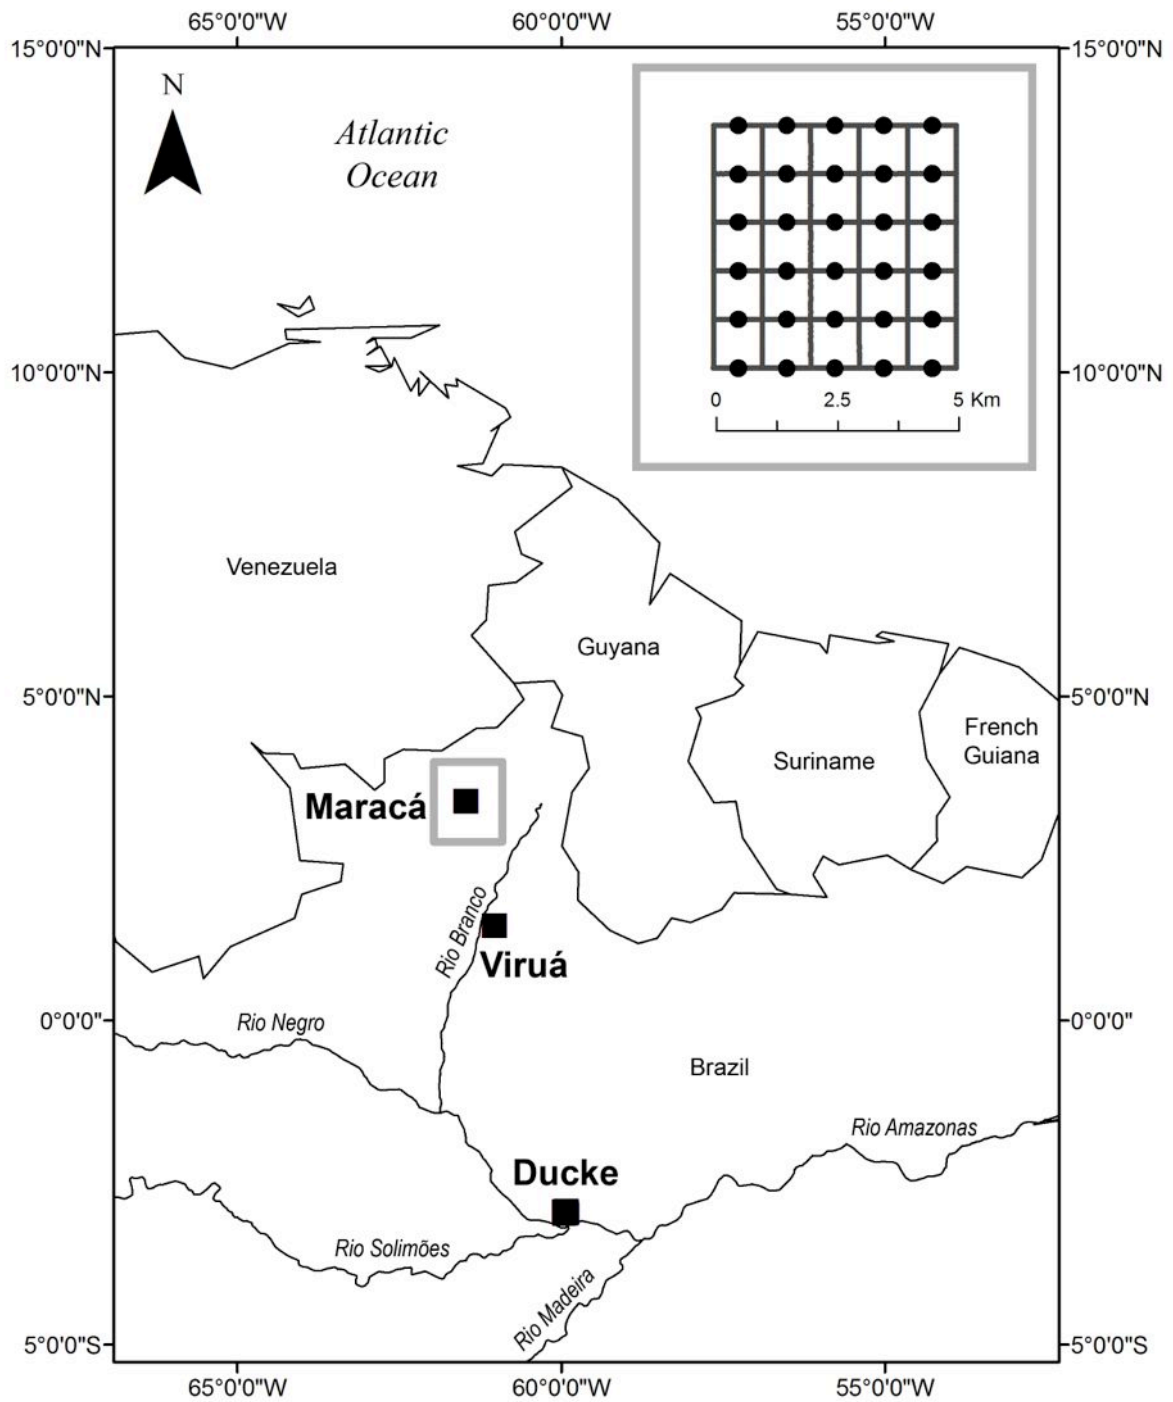 65°0'0"W 60°0'0"W 55°0'0"W
15°0'0"N 15°0'0"N
N
Atlantic
Ocean
10°0'0"N 10°0'0"N
0 2.5 5 Km
Venezuela
Guyana
5°0'0"N 5°0'0"N
French
Guiana
Suriname
Maracá
Rio Branco
Viruá
0°0'0" 0°0'0"
Rio Negro
Brazil
Rio Amazonas
Ducke
Rio Solimões
Rio Madeira
5°0'0"S 5°0'0"S
65°0'0"W 60°0'0"W 55°0'0"W